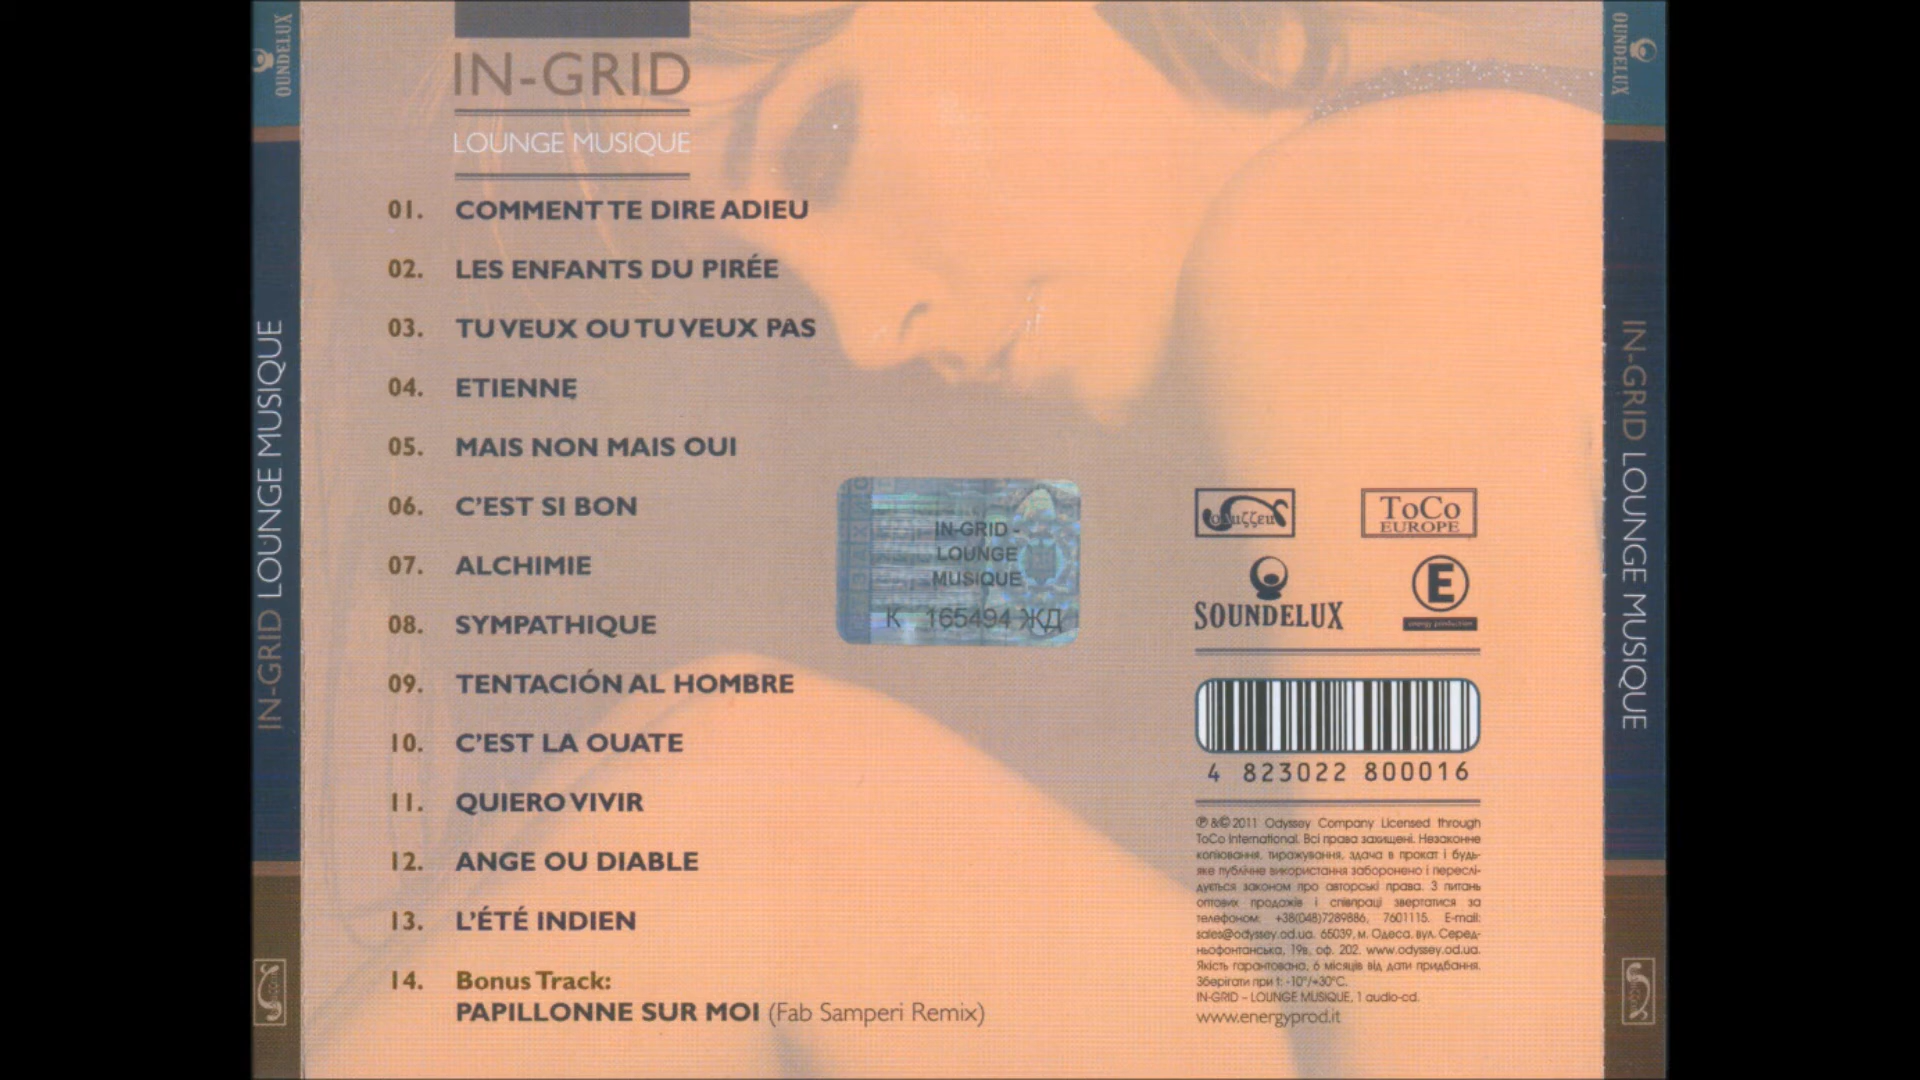 OUNDELUX
IN-GRID LOUNGE MUSIQUE
IN-GRID
LOUNGE MUSIQUE
01. COMMENT TE DIRE ADIEU
02. LES ENFANTS DU PIRÉE
03. TU VEUX OU TU VEUX PAS
04. ETIENNE
05. MAIS NON MAIS OUI
06. C'EST SI BON
07. ALCHIMIE
08. SYMPATHIQUE
09. TENTACIÓN AL HOMBRE
10. C'EST LA OUATE
11. QUIERO VIVIR
12. ANGE OU DIABLE
13. L'ÉTÉ INDIEN
14. Bonus Track:
PAPILLONNE SUR MOI (Fab Samperi Remix)
IN-GRID -
LOUNGE
MUSIQUE
К 165494 ЖД
ToCo
EUROPE
SOUNDELUX
E
energy production
4 823022 800016
℗ &© 2011 Odyssey Company Licensed through
ToCo International. Всі права захищені. Незаконне
копіювання, тиражування, здача в прокат і будь-
яке публічне використання заборонено і переслі-
дується законом про авторські права. З питань
оптових продажів і співпраці звертатися за
телефоном: +38(048)7289886, 7601115. E-mail:
sales@odyssey.od.ua. 65039, м. Одеса, вул. Серед-
ньофонтанська, 19в, оф. 202. www.odyssey.od.ua.
Якість гарантована, 6 місяців від дати придбання.
Зберігати при t: -10°/+30°C.
IN-GRID – LOUNGE MUSIQUE, 1 audio-cd.
www.energyprod.it
OUNDELUX
IN-GRID LOUNGE MUSIQUE